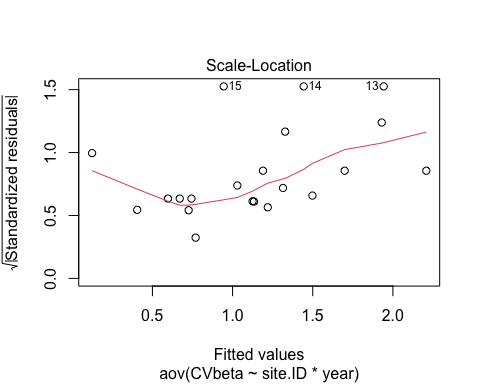 Scale-Location
√|Standardized residuals|
1.5
1.0
0.5
0.0
15
14
13
0.5 1.0 1.5 2.0
Fitted values
aov(CVbeta ~ site.ID * year)